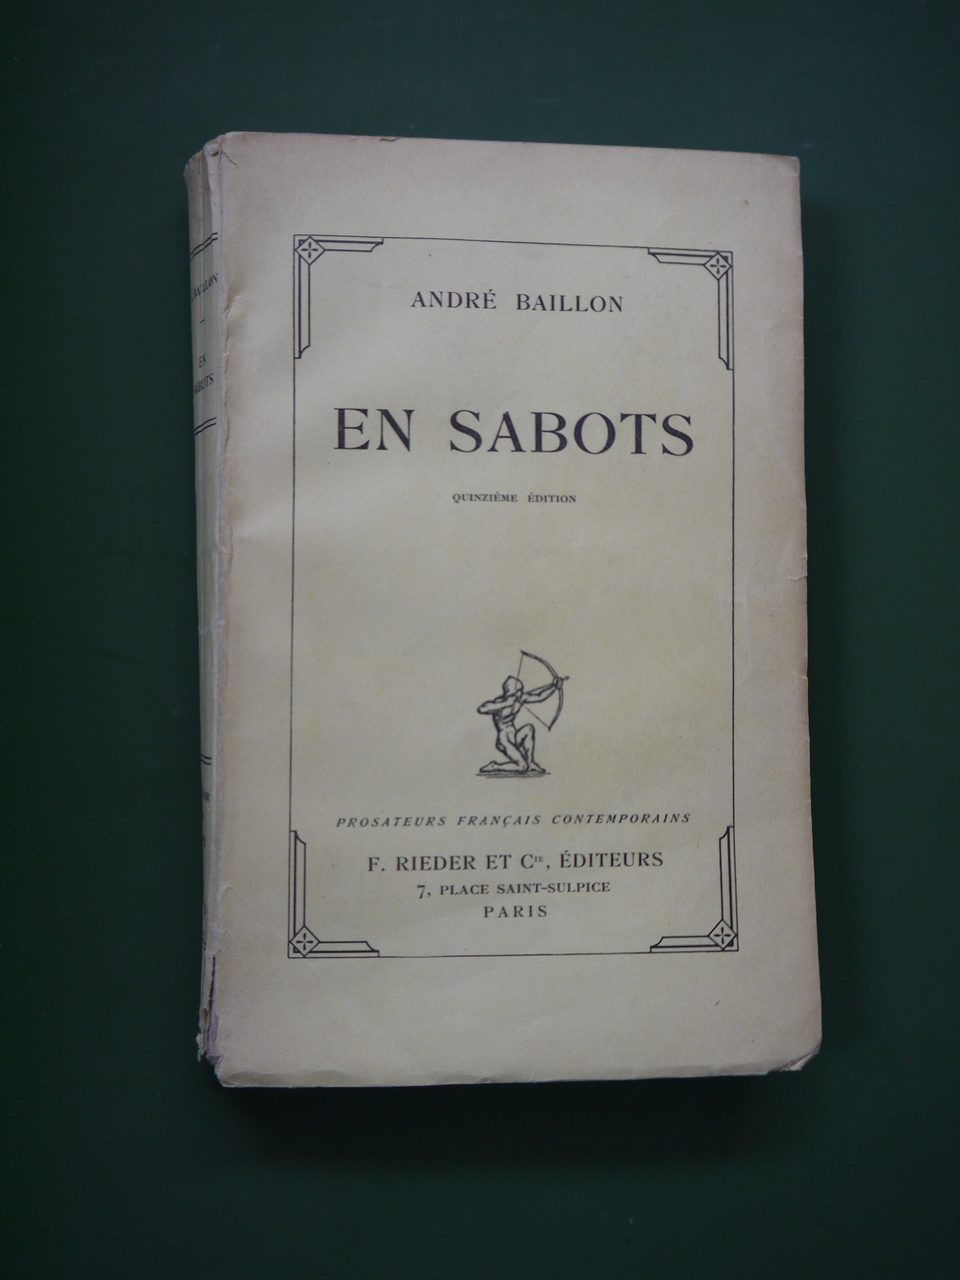 ANDRÉ BAILLON
EN SABOTS
QUINZIÈME ÉDITION
PROSATEURS FRANÇAIS CONTEMPORAINS
F. RIEDER ET Cie, ÉDITEURS
7, PLACE SAINT-SULPICE
PARIS
BAILLON
EN
SABOTS